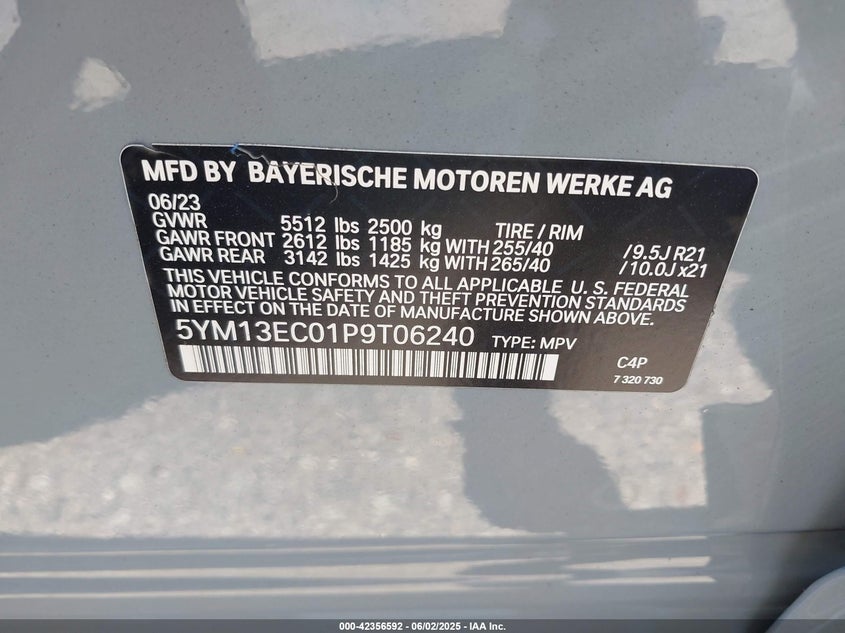 MFD BY BAYERISCHE MOTOREN WERKE AG
06/23
GVWR 5512 lbs 2500 kg TIRE / RIM
GAWR FRONT 2612 lbs 1185 kg WITH 255/40 /9.5J R21
GAWR REAR 3142 lbs 1425 kg WITH 265/40 /10.0J x21
THIS VEHICLE CONFORMS TO ALL APPLICABLE U. S. FEDERAL
MOTOR VEHICLE SAFETY, BUMPER, AND THEFT PREVENTION STANDARDS
IN EFFECT ON THE DATE OF MANUFACTURE SHOWN ABOVE.
5YM13EC01P9T06240 TYPE: MPV
C4P
7 320 730
000-42356592 - 06/02/2025 - IAA Inc.